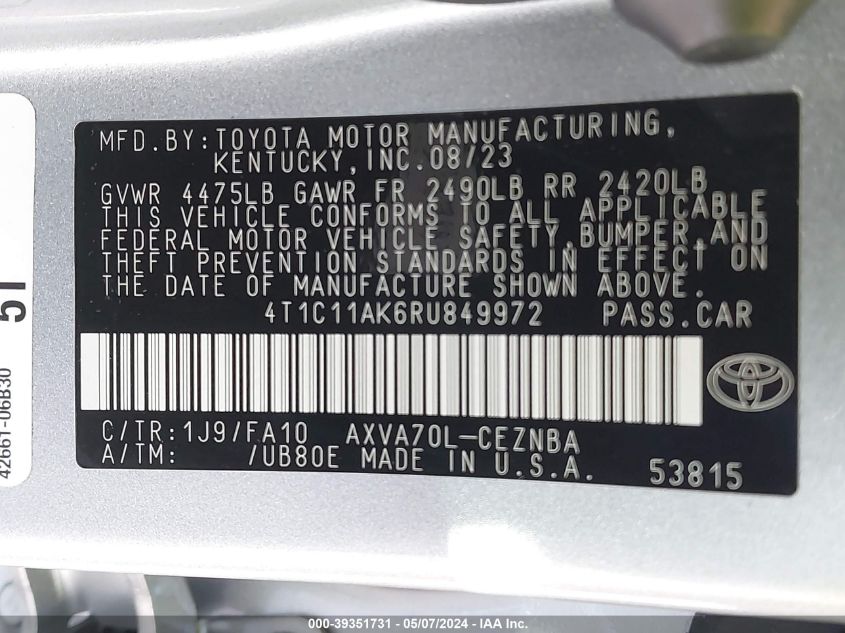 MFD.BY:TOYOTA MOTOR MANUFACTURING,
KENTUCKY,INC.08/23
GVWR 4475LB GAWR FR 2490LB RR 2420LB
THIS VEHICLE CONFORMS TO ALL APPLICABLE
FEDERAL MOTOR VEHICLE SAFETY,BUMPER,AND
THEFT PREVENTION STANDARDS IN EFFECT ON
THE DATE OF MANUFACTURE SHOWN ABOVE.
4T1C11AK6RU849972 PASS.CAR
C/TR:1J9/FA10 AXVA70L-CEZNBA
A/TM: /UB80E MADE IN U.S.A. 53815
42661-06B30
000-39351731 - 05/07/2024 - IAA Inc.